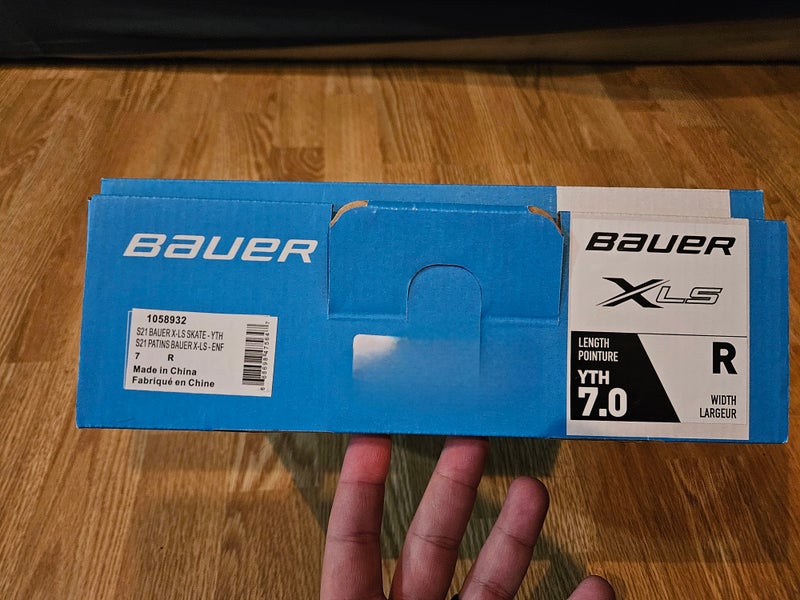 BAUER
1058932
S21 BAUER X-LS SKATE - YTH
S21 PATINS BAUER X-LS - ENF
7 R
Made in China
Fabriqué en Chine
BAUER
XLS
LENGTH
POINTURE
YTH
7.0
R
WIDTH
LARGEUR